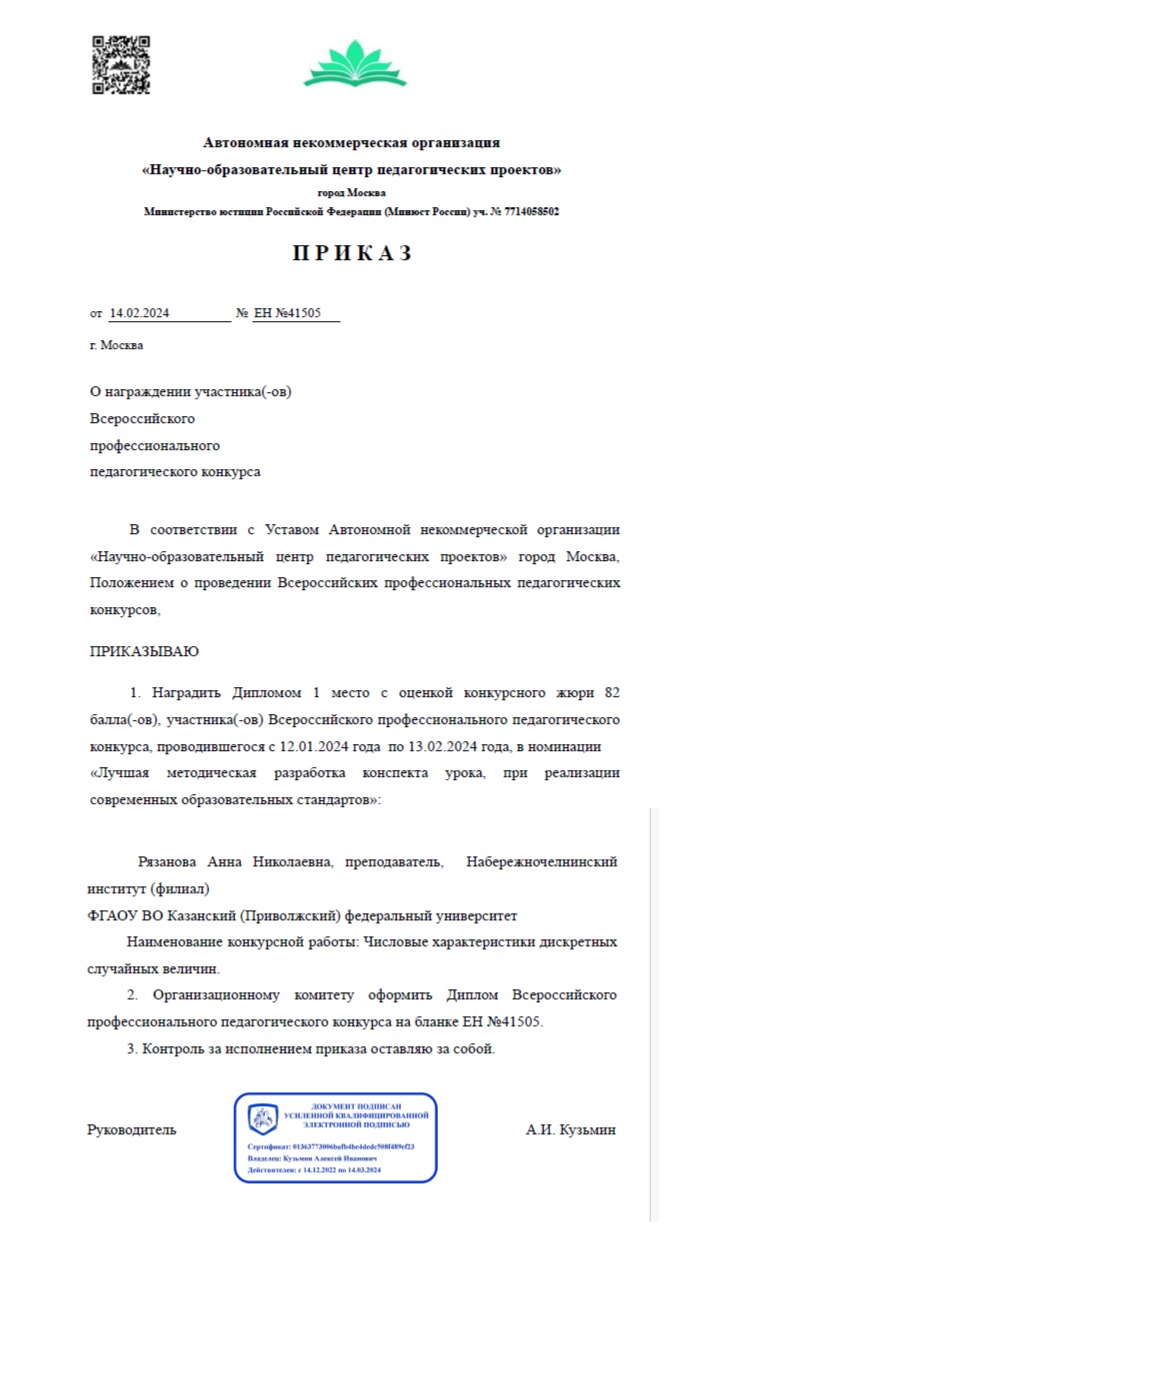 Автономная некоммерческая организация
«Научно-образовательный центр педагогических проектов»
город Москва
Министерство юстиции Российской Федерации (Минюст России) уч. № 7714058502
ПРИКАЗ
от 14.02.2024 № ЕН №41505
г. Москва
О награждении участника(-ов)
Всероссийского
профессионального
педагогического конкурса
В соответствии с Уставом Автономной некоммерческой организации
«Научно-образовательный центр педагогических проектов» город Москва,
Положением о проведении Всероссийских профессиональных педагогических
конкурсов,
ПРИКАЗЫВАЮ
1. Наградить Дипломом 1 место с оценкой конкурсного жюри 82
балла(-ов), участника(-ов) Всероссийского профессионального педагогического
конкурса, проводившегося с 12.01.2024 года по 13.02.2024 года, в номинации
«Лучшая методическая разработка конспекта урока, при реализации
современных образовательных стандартов»:
Рязанова Анна Николаевна, преподаватель, Набережночелнинский
институт (филиал)
ФГАОУ ВО Казанский (Приволжский) федеральный университет
Наименование конкурсной работы: Числовые характеристики дискретных
случайных величин.
2. Организационному комитету оформить Диплом Всероссийского
профессионального педагогического конкурса на бланке ЕН №41505.
3. Контроль за исполнением приказа оставляю за собой.
ДОКУМЕНТ ПОДПИСАН
УСИЛЕННОЙ КВАЛИФИЦИРОВАННОЙ
ЭЛЕКТРОННОЙ ПОДПИСЬЮ
Руководитель
А.И. Кузьмин
Сертификат:
Владелец: Кузьмин Алексей Иванович
Действителен: с 14.12.2022 по 14.03.2024